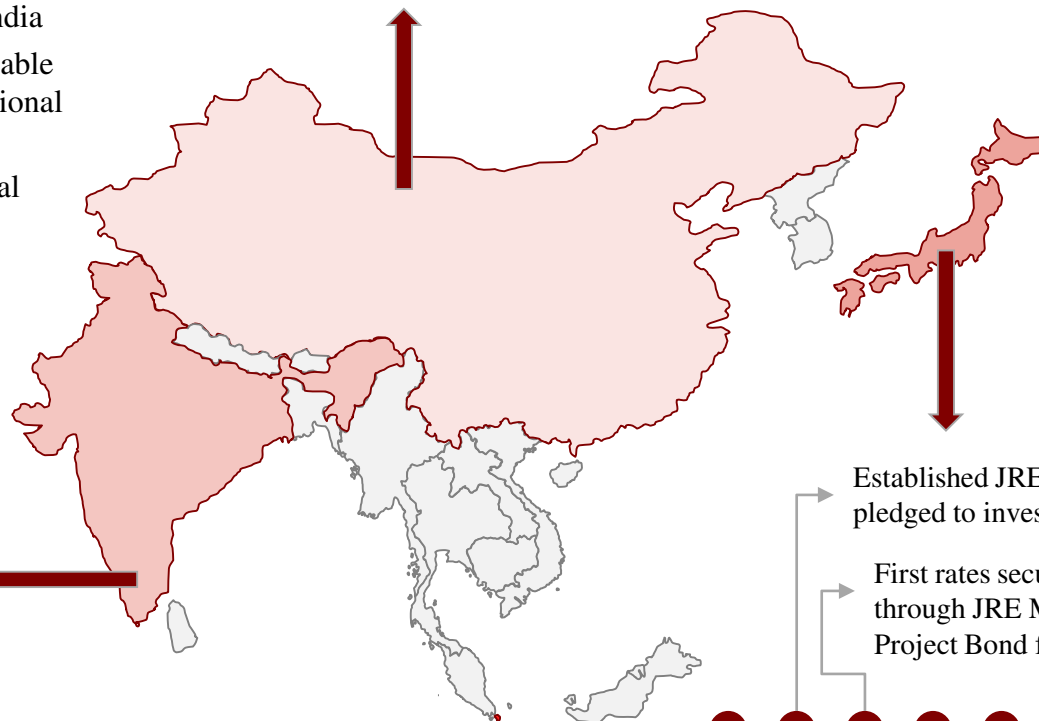 ndia
able
ional
al
Established JRE
pledged to inves
First rates secu
through JRE M
Project Bond f